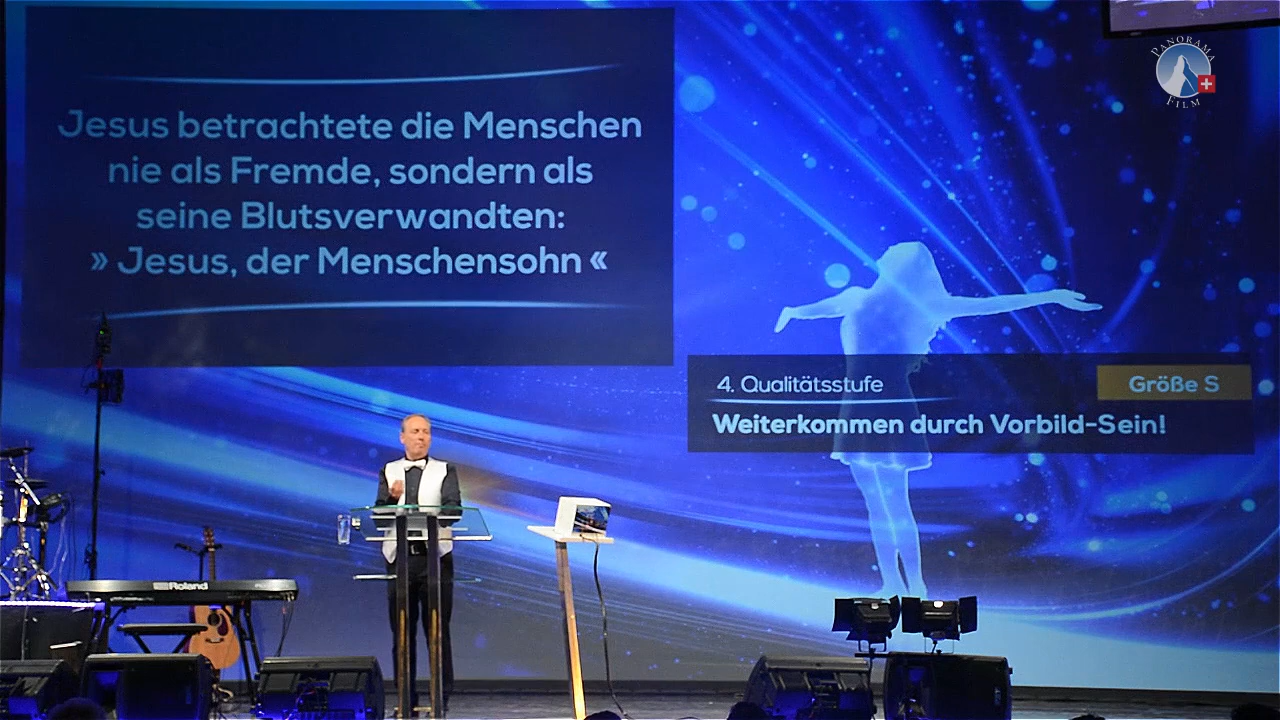 Jesus betrachtete die Menschen
nie als Fremde, sondern als
seine Blutsverwandten:
» Jesus, der Menschensohn «
PANORAMA
FILM
4. Qualitätsstufe
Größe S
Weiterkommen durch Vorbild-Sein!
Roland